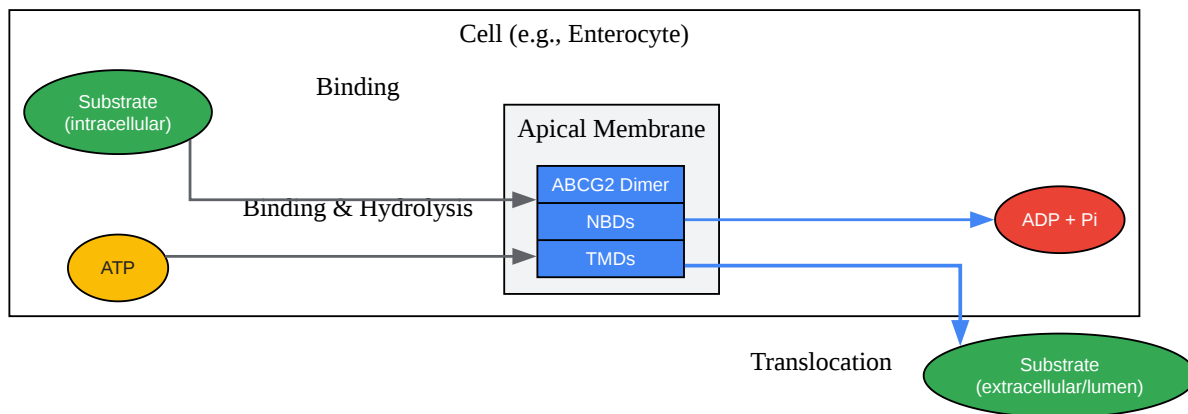 Cell (e.g., Enterocyte)
Binding
Substrate
(intracellular)
Apical Membrane
ABCG2 Dimer
Binding & Hydrolysis
NBDs
ADP + Pi
TMDs
ATP
Translocation
Substrate
(extracellular/lumen)